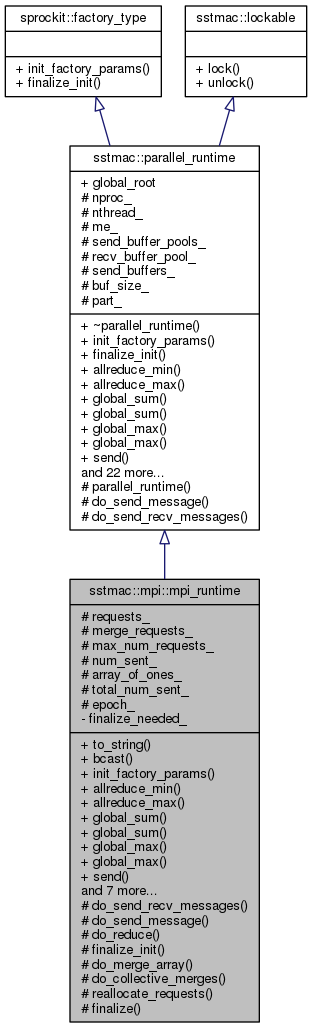 sprockit::factory_type
+ init_factory_params()
+ finalize_init()
sstmac::lockable
+ lock()
+ unlock()
sstmac::parallel_runtime
+ global_root
# nproc_
# nthread_
# me_
# send_buffer_pools_
# recv_buffer_pool_
# send_buffers_
# buf_size_
# part_
+ ~parallel_runtime()
+ init_factory_params()
+ finalize_init()
+ allreduce_min()
+ allreduce_max()
+ global_sum()
+ global_sum()
+ global_max()
+ global_max()
+ send()
and 22 more...
# parallel_runtime()
# do_send_message()
# do_send_recv_messages()
sstmac::mpi::mpi_runtime
# requests_
# merge_requests_
# max_num_requests_
# num_sent_
# array_of_ones_
# total_num_sent_
# epoch_
- finalize_needed_
+ to_string()
+ bcast()
+ init_factory_params()
+ allreduce_min()
+ allreduce_max()
+ global_sum()
+ global_sum()
+ global_max()
+ global_max()
+ send()
and 7 more...
# do_send_recv_messages()
# do_send_message()
# do_reduce()
# finalize_init()
# do_merge_array()
# do_collective_merges()
# reallocate_requests()
# finalize()